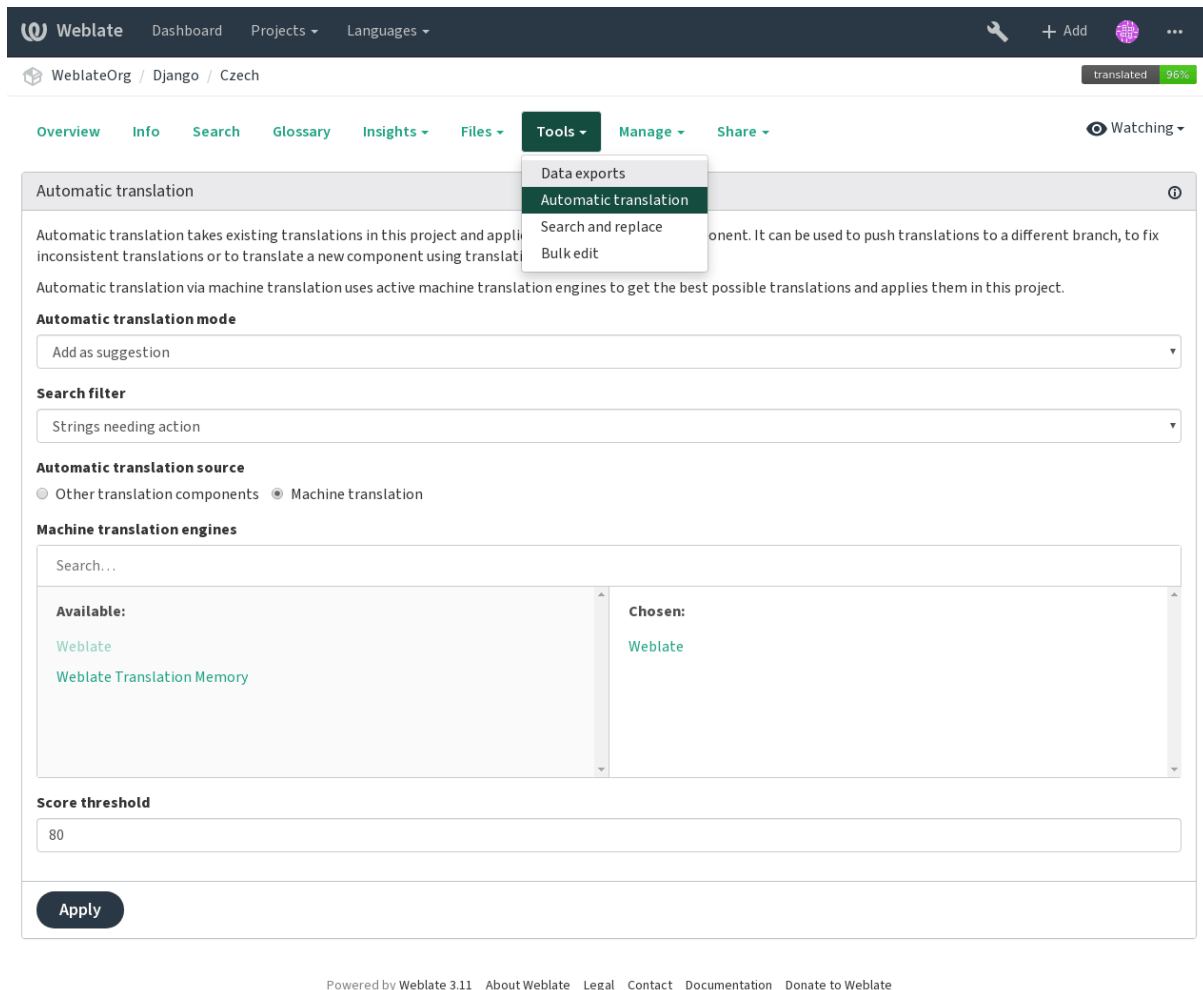 Weblate Dashboard Projects Languages Add
WeblateOrg / Django / Czech translated 96%
Overview Info Search Glossary Insights Files Tools Manage Share Watching
Data exports
Automatic translation
Search and replace
Bulk edit
Automatic translation
Automatic translation takes existing translations in this project and appli onent. It can be used to push translations to a different branch, to fix
inconsistent translations or to translate a new component using translati
Automatic translation via machine translation uses active machine translation engines to get the best possible translations and applies them in this project.
Automatic translation mode
Add as suggestion
Search filter
Strings needing action
Automatic translation source
Other translation components Machine translation
Machine translation engines
Search...
Available: Chosen:
Weblate Weblate
Weblate Translation Memory
Score threshold
80
Apply
Powered by Weblate 3.11 About Weblate Legal Contact Documentation Donate to Weblate